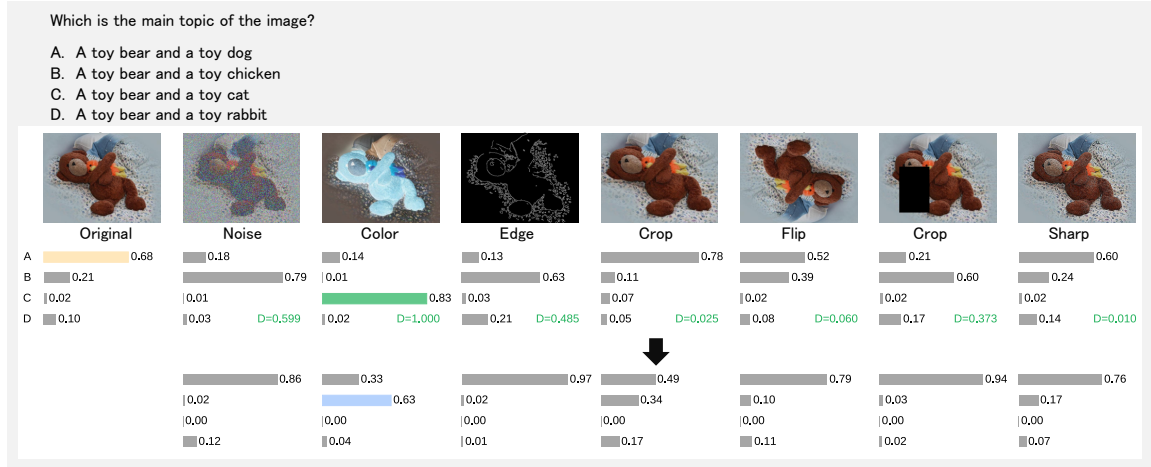 Which is the main topic of the image?
A. A toy bear and a toy dog
B. A toy bear and a toy chicken
C. A toy bear and a toy cat
D. A toy bear and a toy rabbit
Original Noise Color Edge Crop Flip Crop Sharp
A 0.68 0.18 0.14 0.13 0.78 0.52 0.21 0.60
B 0.21 0.79 0.01 0.63 0.11 0.39 0.60 0.24
C 0.02 0.01 0.83 0.03 0.07 0.02 0.02 0.02
D 0.10 0.03 D=0.599 0.02 D=1.000 0.21 D=0.485 0.05 D=0.025 0.08 D=0.060 0.17 D=0.373 0.14 D=0.010
0.86 0.33 0.97 0.49 0.79 0.94 0.76
0.02 0.63 0.02 0.34 0.10 0.03 0.17
0.00 0.00 0.00 0.00 0.00 0.00 0.00
0.12 0.04 0.01 0.17 0.11 0.02 0.07